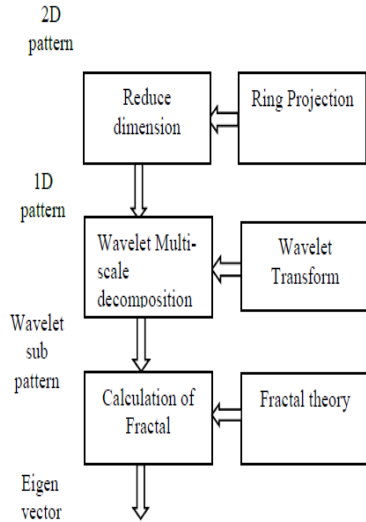 2D
pattern
Reduce
dimension
Ring Projection
1D
pattern
Wavelet Multi-
scale
decomposition
Wavelet
Transform
Wavelet
sub
pattern
Calculation of
Fractal
Fractal theory
Eigen
vector